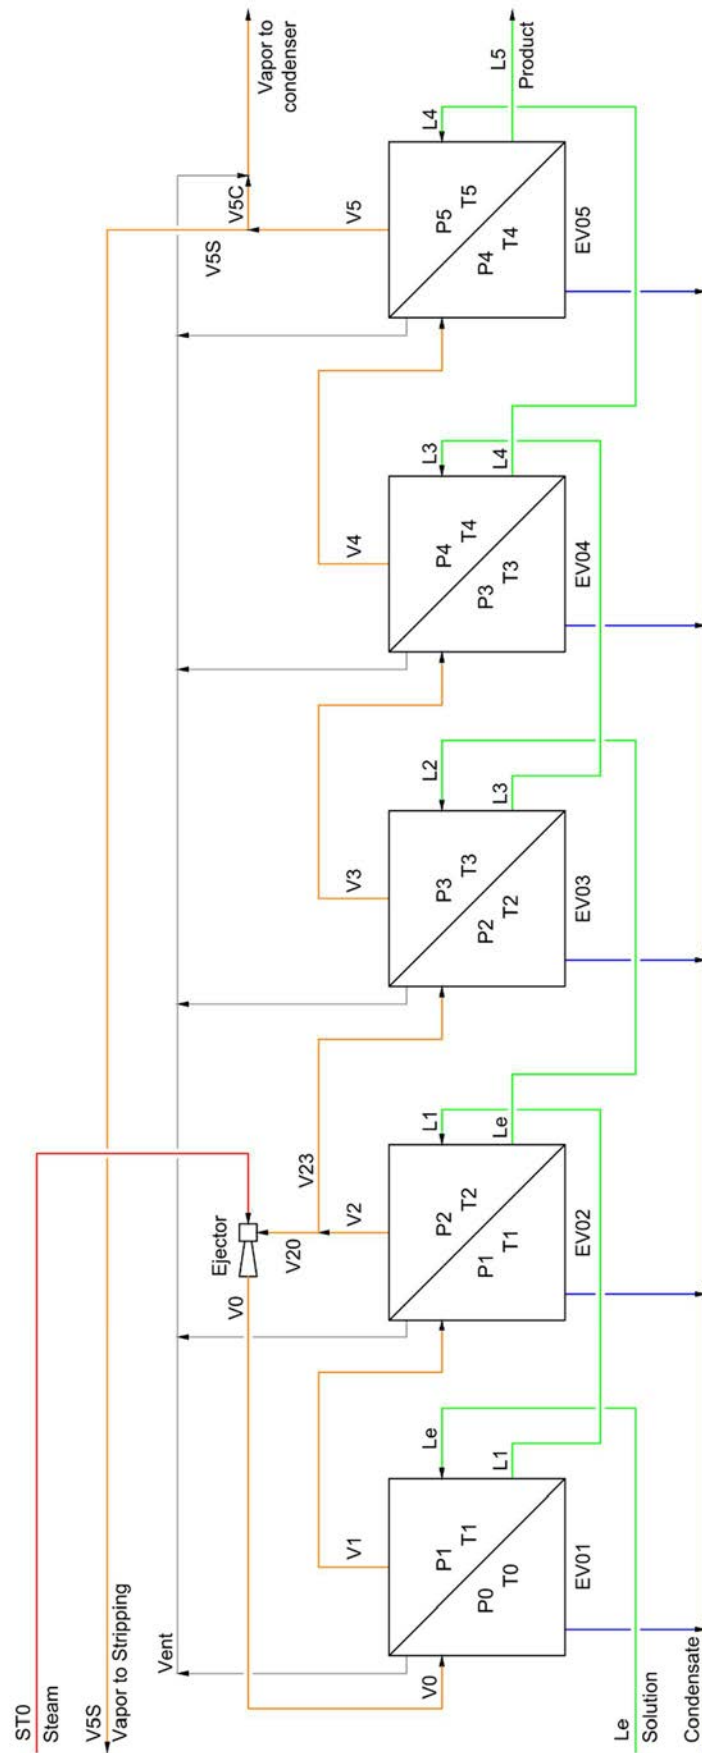 ST0
Steam
V5S
Vapor to Stripping
Vent
V0
V1
P1
T1
P0
T0
EV01
Le
L1
Le
Solution
Condensate
V0
Ejector
V20
V23
V2
P2
T2
P1
T1
EV02
L1
Le
V3
P3
T3
P2
T2
EV03
L2
L3
V4
P4
T4
P3
T3
EV04
L3
L4
V5S
V5C
V5
P5
T5
P4
T4
EV05
L4
L5
Product
Vapor to
condenser